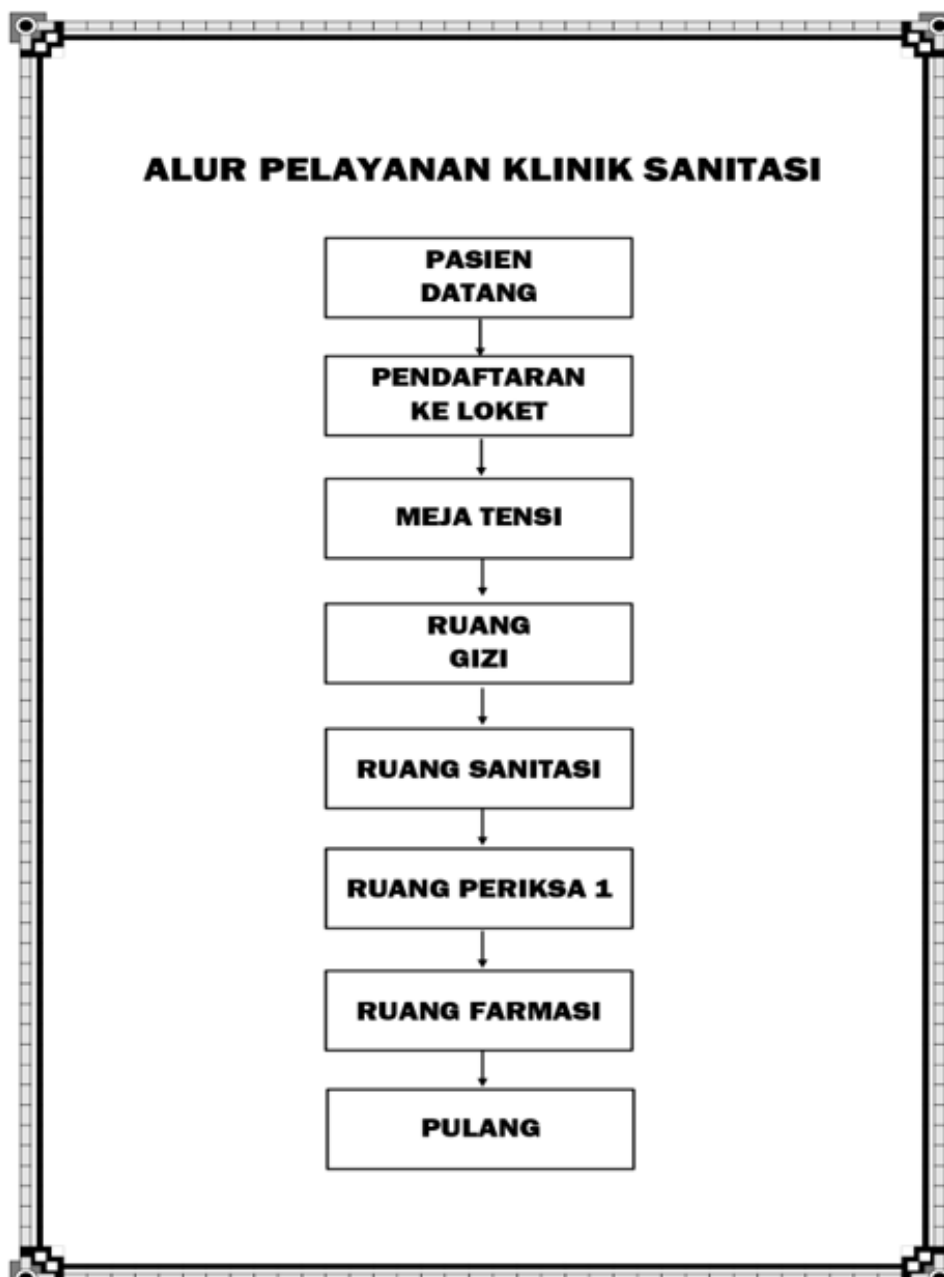 ALUR PELAYANAN KLINIK SANITASI
PASIEN
DATANG
PENDAFTARAN
KE LOKET
MEJA TENSI
RUANG
GIZI
RUANG SANITASI
RUANG PERIKSA 1
RUANG FARMASI
PULANG